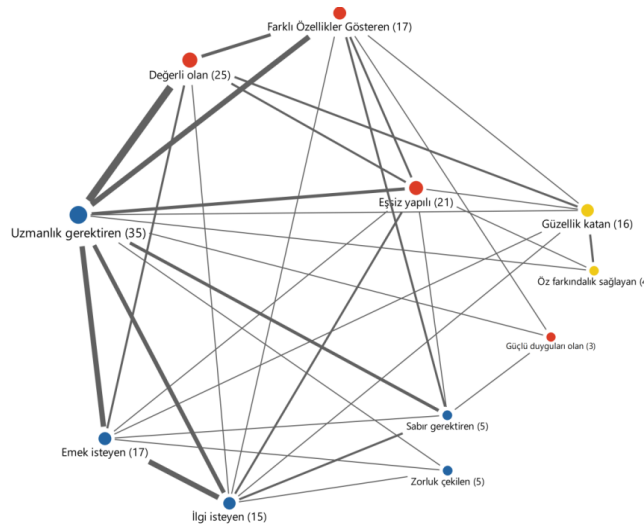 Farklı Özellikler Gösteren (17)
Değerli olan (25)
Eşsiz yapılı (21)
Güzellik katan (16)
Uzmanlık gerektiren (35)
Öz farkındalık sağlayan (4
Güçlü duyguları olan (3)
Sabır gerektiren (5)
Emek isteyen (17)
Zorluk çekilen (5)
İlgi isteyen (15)